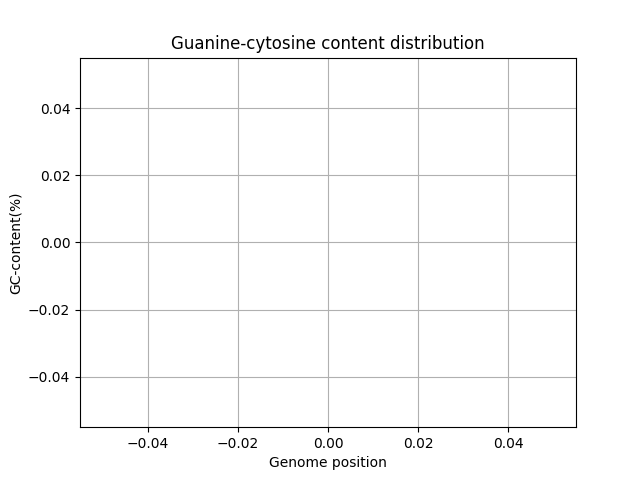 Guanine-cytosine content distribution
GC-content(%)
0.04
0.02
0.00
−0.02
−0.04
−0.04 −0.02 0.00 0.02 0.04
Genome position